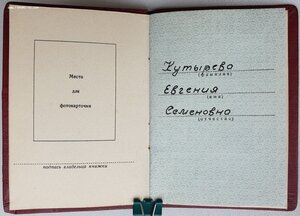 Место
для
фотокарточки
подпись владельца книжки
Кутырева
(фамилия)
Евгения
(имя)
Семеновна
(отчество)